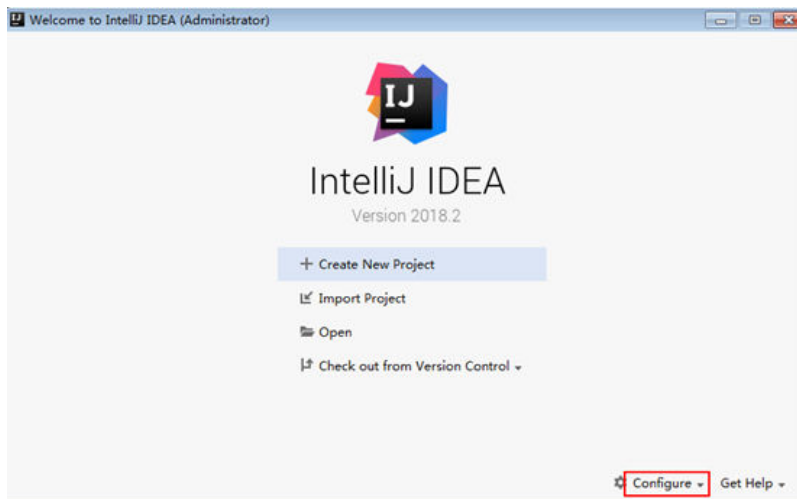 Welcome to IntelliJ IDEA (Administrator)
IJ
IntelliJ IDEA
Version 2018.2
Create New Project
Import Project
Open
Check out from Version Control
Configure Get Help